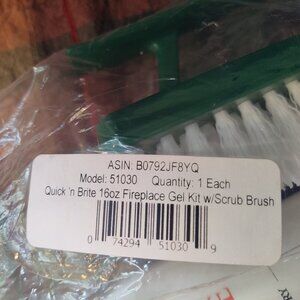 ASIN: B0792JF8YQ
Model: 51030 Quantity: 1 Each
Quick 'n Brite 16oz Fireplace Gel Kit w/Scrub Brush
0 74294 51030 9